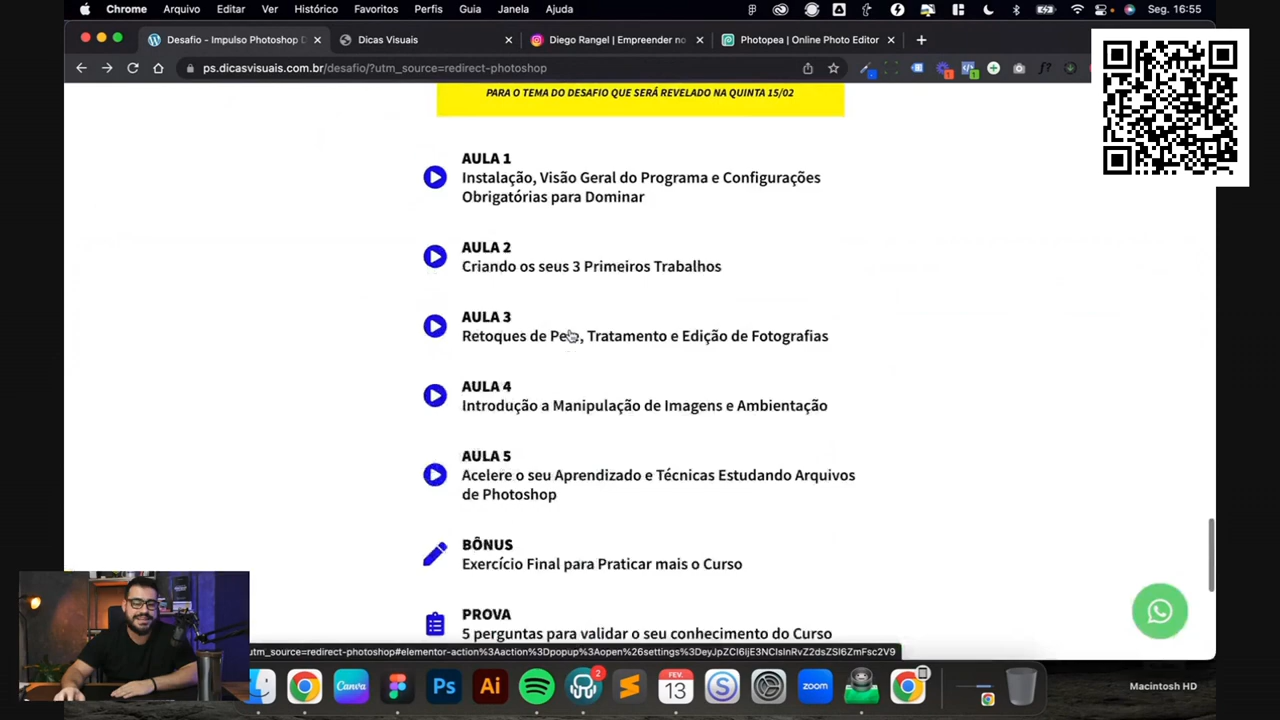 Chrome Arquivo Editar Ver Histórico Favoritos Perfis Guia Janela Ajuda Seg. 16:55
Desafio - Impulso Photoshop D
Dicas Visuais
Diego Rangel | Empreender no
Photopea | Online Photo Editor
ps.dicasvisuais.com.br/desafio/?utm_source=redirect-photoshop
PARA O TEMA DO DESAFIO QUE SERÁ REVELADO NA QUINTA 15/02
AULA 1
Instalação, Visão Geral do Programa e Configurações
Obrigatórias para Dominar
AULA 2
Criando os seus 3 Primeiros Trabalhos
AULA 3
Retoques de Pele, Tratamento e Edição de Fotografias
AULA 4
Introdução a Manipulação de Imagens e Ambientação
AULA 5
Acelere o seu Aprendizado e Técnicas Estudando Arquivos
de Photoshop
BÔNUS
Exercício Final para Praticar mais o Curso
PROVA
5 perguntas para validar o seu conhecimento do Curso
Canva
Ps
Ai
2
FEV.
13
zoom
Macintosh HD